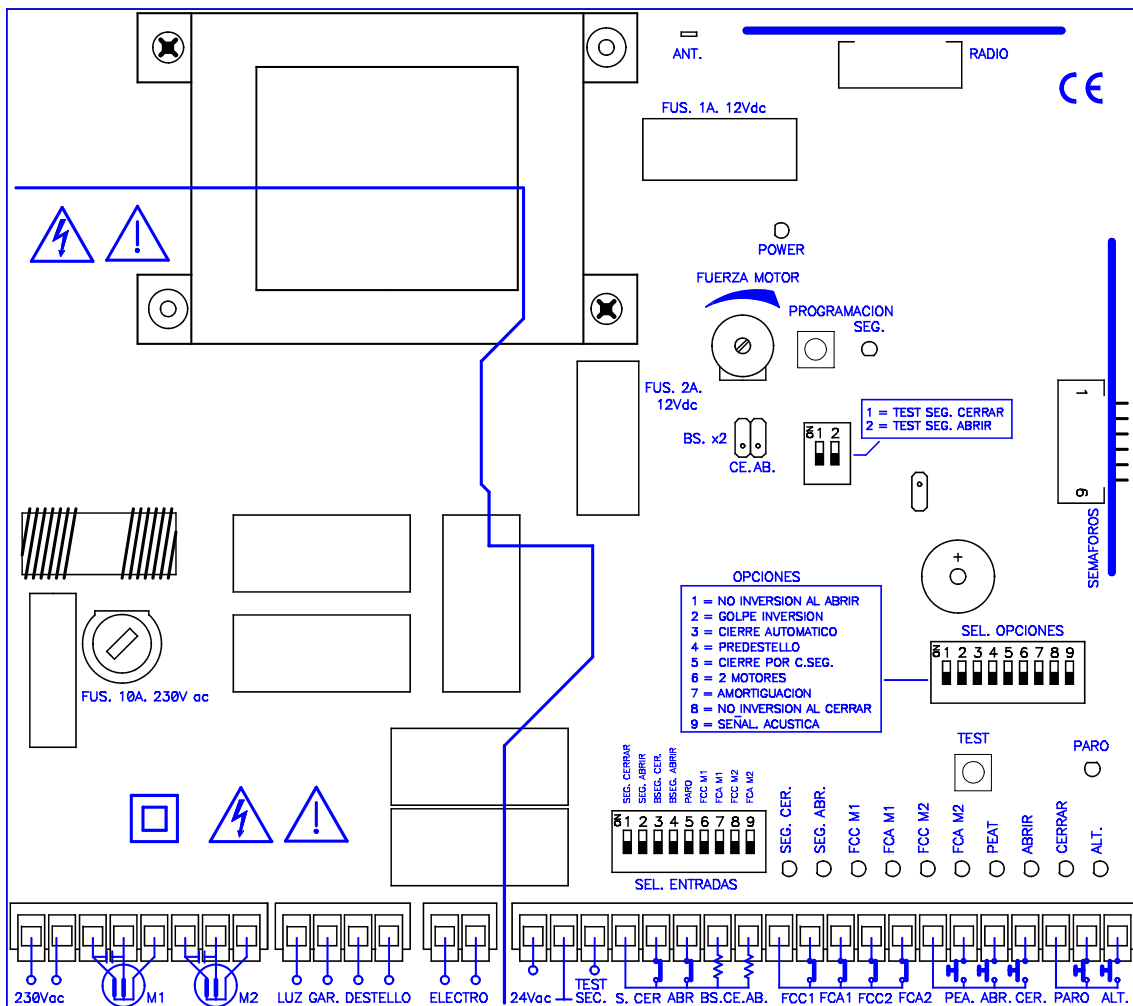 ANT.
RADIO
CE
FUS. 1A. 12Vdc
POWER
FUERZA MOTOR
PROGRAMACION
SEG.
FUS. 2A.
12Vdc
BS. x2
CE. AB.
ON
1 2
1 = TEST SEG. CERRAR
2 = TEST SEG. ABRIR
1
9
SEMAFOROS
+
OPCIONES
1 = NO INVERSION AL ABRIR
2 = GOLPE INVERSION
3 = CIERRE AUTOMATICO
4 = PREDESTELLO
5 = CIERRE POR C.SEG.
6 = 2 MOTORES
7 = AMORTIGUACION
8 = NO INVERSION AL CERRAR
9 = SEÑAL. ACUSTICA
SEL. OPCIONES
ON
1 2 3 4 5 6 7 8 9
FUS. 10A. 230V ac
TEST
PARO
SEG. CERRAR
SEG. ABRIR
BSEG. CER.
BSEG. ABRIR
PARO
FCC M1
FCA M1
FCC M2
FCA M2
ON
1 2 3 4 5 6 7 8 9
SEL. ENTRADAS
SEG. CER.
SEG. ABR.
FCC M1
FCA M1
FCC M2
FCA M2
PEAT
ABRIR
CERRAR
ALT.
230Vac
M1
M2
LUZ GAR. DESTELLO
ELECTRO
24Vac
TEST
SEC.
S. CER ABR BS.CE.AB.
FCC1 FCA1 FCC2 FCA2
PEA. ABR. CER.
PARO ALT.